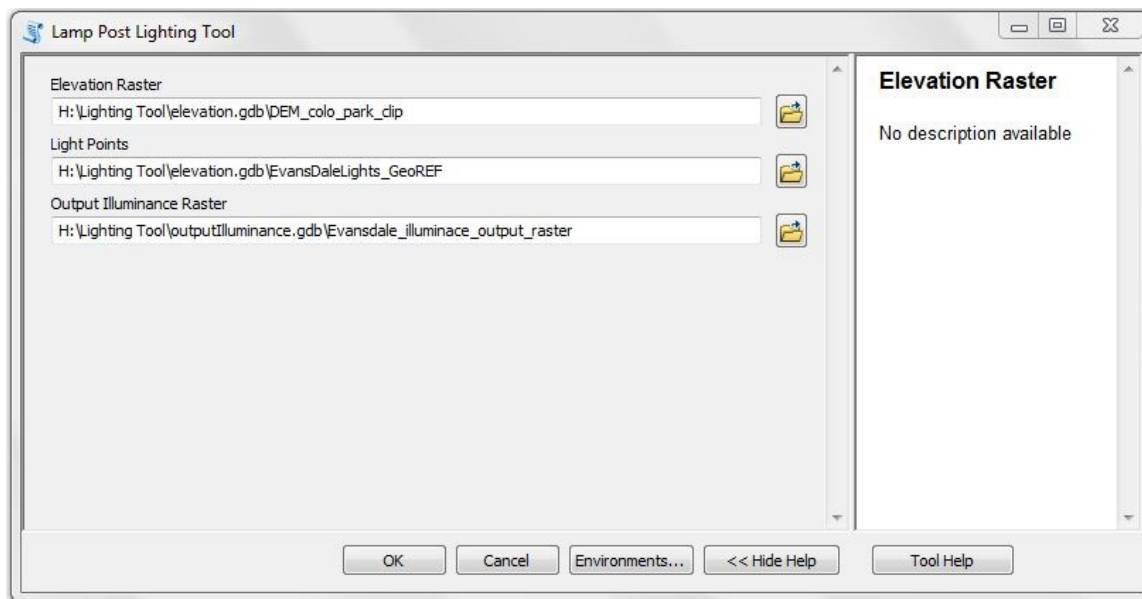 Lamp Post Lighting Tool
Elevation Raster
H:\Lighting Tool\elevation.gdb\DEM_colo_park_clip
Light Points
H:\Lighting Tool\elevation.gdb\EvansDaleLights_GeoREF
Output Illuminance Raster
H:\Lighting Tool\outputIlluminance.gdb\Evansdale_illuminace_output_raster
Elevation Raster
No description available
OK
Cancel
Environments...
<< Hide Help
Tool Help